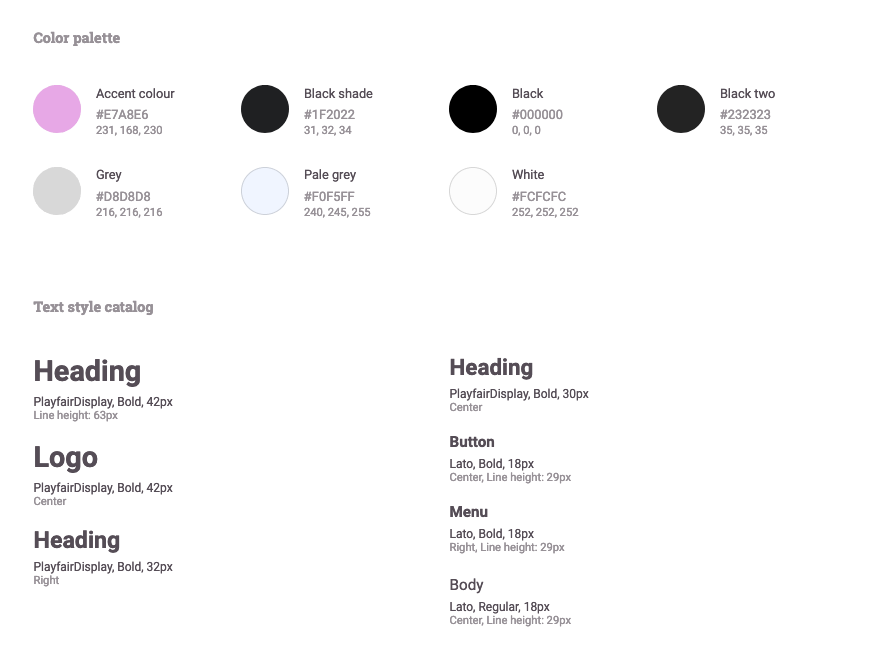 Color palette
Accent colour
#E7A8E6
231, 168, 230
Black shade
#1F2022
31, 32, 34
Black
#000000
0, 0, 0
Black two
#232323
35, 35, 35
Grey
#D8D8D8
216, 216, 216
Pale grey
#F0F5FF
240, 245, 255
White
#FCFCFC
252, 252, 252
Text style catalog
Heading
PlayfairDisplay, Bold, 42px
Line height: 63px
Logo
PlayfairDisplay, Bold, 42px
Center
Heading
PlayfairDisplay, Bold, 32px
Right
Heading
PlayfairDisplay, Bold, 30px
Center
Button
Lato, Bold, 18px
Center, Line height: 29px
Menu
Lato, Bold, 18px
Right, Line height: 29px
Body
Lato, Regular, 18px
Center, Line height: 29px